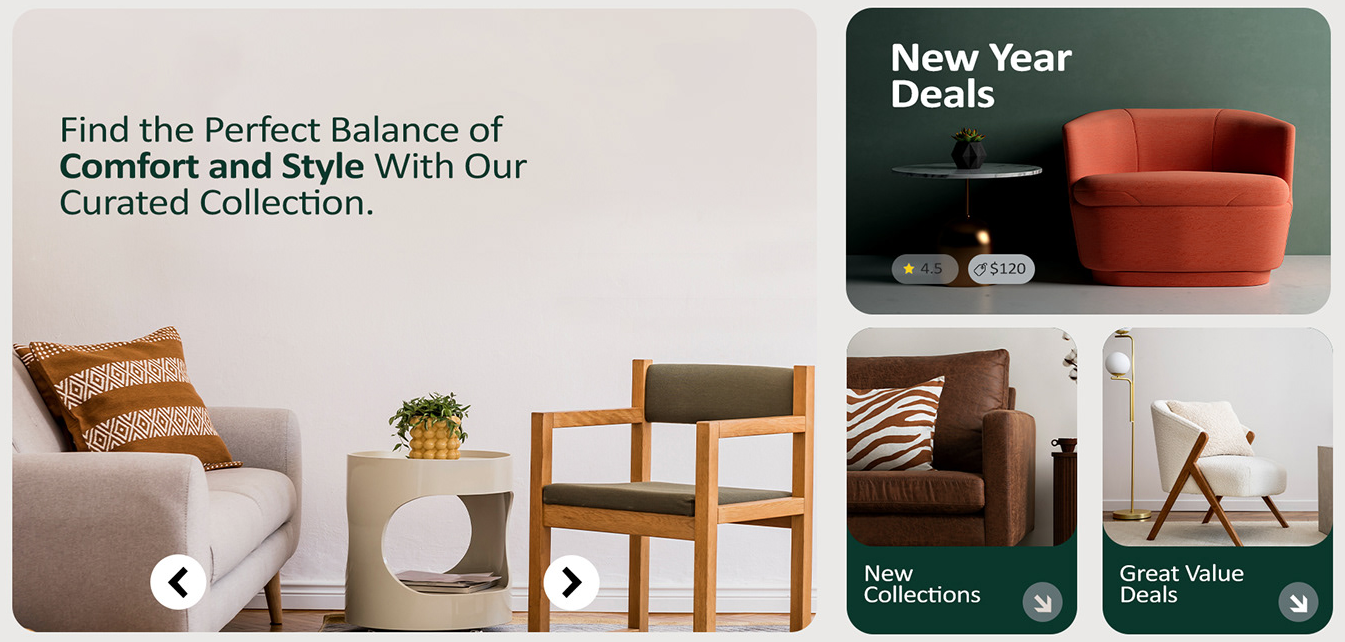 Find the Perfect Balance of
Comfort and Style With Our
Curated Collection.
New Year
Deals
4.5
$120
New
Collections
Great Value
Deals